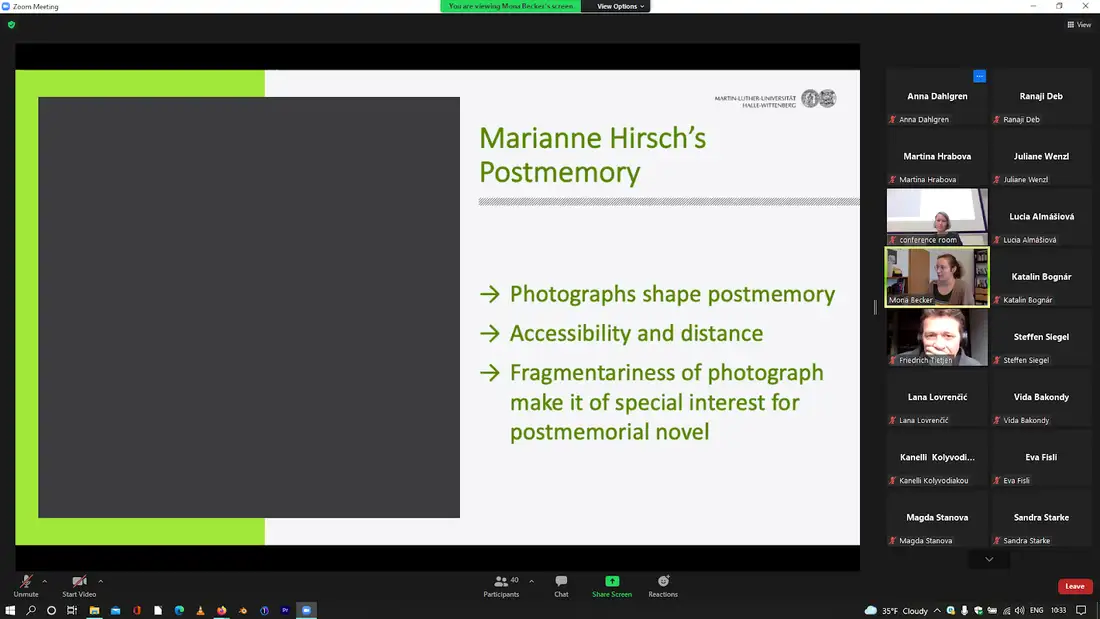 Zoom Meeting
You are viewing Mona Becker's screen
View Options
View
MARTIN-LUTHER-UNIVERSITÄT
HALLE-WITTENBERG
Marianne Hirsch’s
Postmemory
→ Photographs shape postmemory
→ Accessibility and distance
→ Fragmentariness of photograph
make it of special interest for
postmemorial novel
Anna Dahlgren
Anna Dahlgren
Ranaji Deb
Ranaji Deb
Martina Hrabova
Martina Hrabova
Juliane Wenzl
Juliane Wenzl
conference room
Lucia Almášiová
Lucia Almášiová
Mona Becker
Katalin Bognár
Katalin Bognár
Friedrich Tietjen
Steffen Siegel
Steffen Siegel
Lana Lovrenčić
Lana Lovrenčić
Vida Bakondy
Vida Bakondy
Kanelli Kolyvodi...
Kanelli Kolyvodiakou
Eva Fisli
Eva Fisli
Magda Stanova
Magda Stanova
Sandra Starke
Sandra Starke
Unmute
Start Video
40
Participants
Chat
Share Screen
Reactions
Leave
35°F Cloudy
ENG
10:33